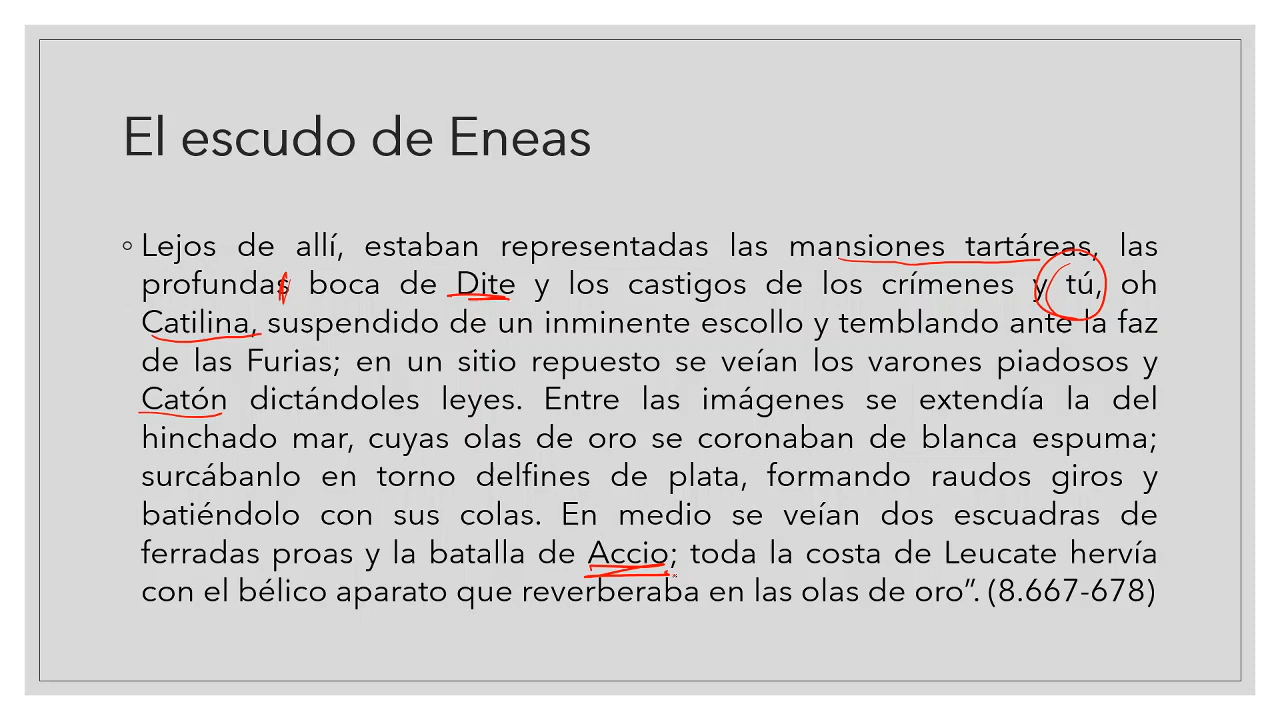 El escudo de Eneas
◦ Lejos de allí, estaban representadas las mansiones tartáreas, las
profundas boca de Dite y los castigos de los crímenes y tú, oh
Catilina, suspendido de un inminente escollo y temblando ante la faz
de las Furias; en un sitio repuesto se veían los varones piadosos y
Catón dictándoles leyes. Entre las imágenes se extendía la del
hinchado mar, cuyas olas de oro se coronaban de blanca espuma;
surcábanlo en torno delfines de plata, formando raudos giros y
batiéndolo con sus colas. En medio se veían dos escuadras de
ferradas proas y la batalla de Accio; toda la costa de Leucate hervía
con el bélico aparato que reverberaba en las olas de oro”. (8.667-678)